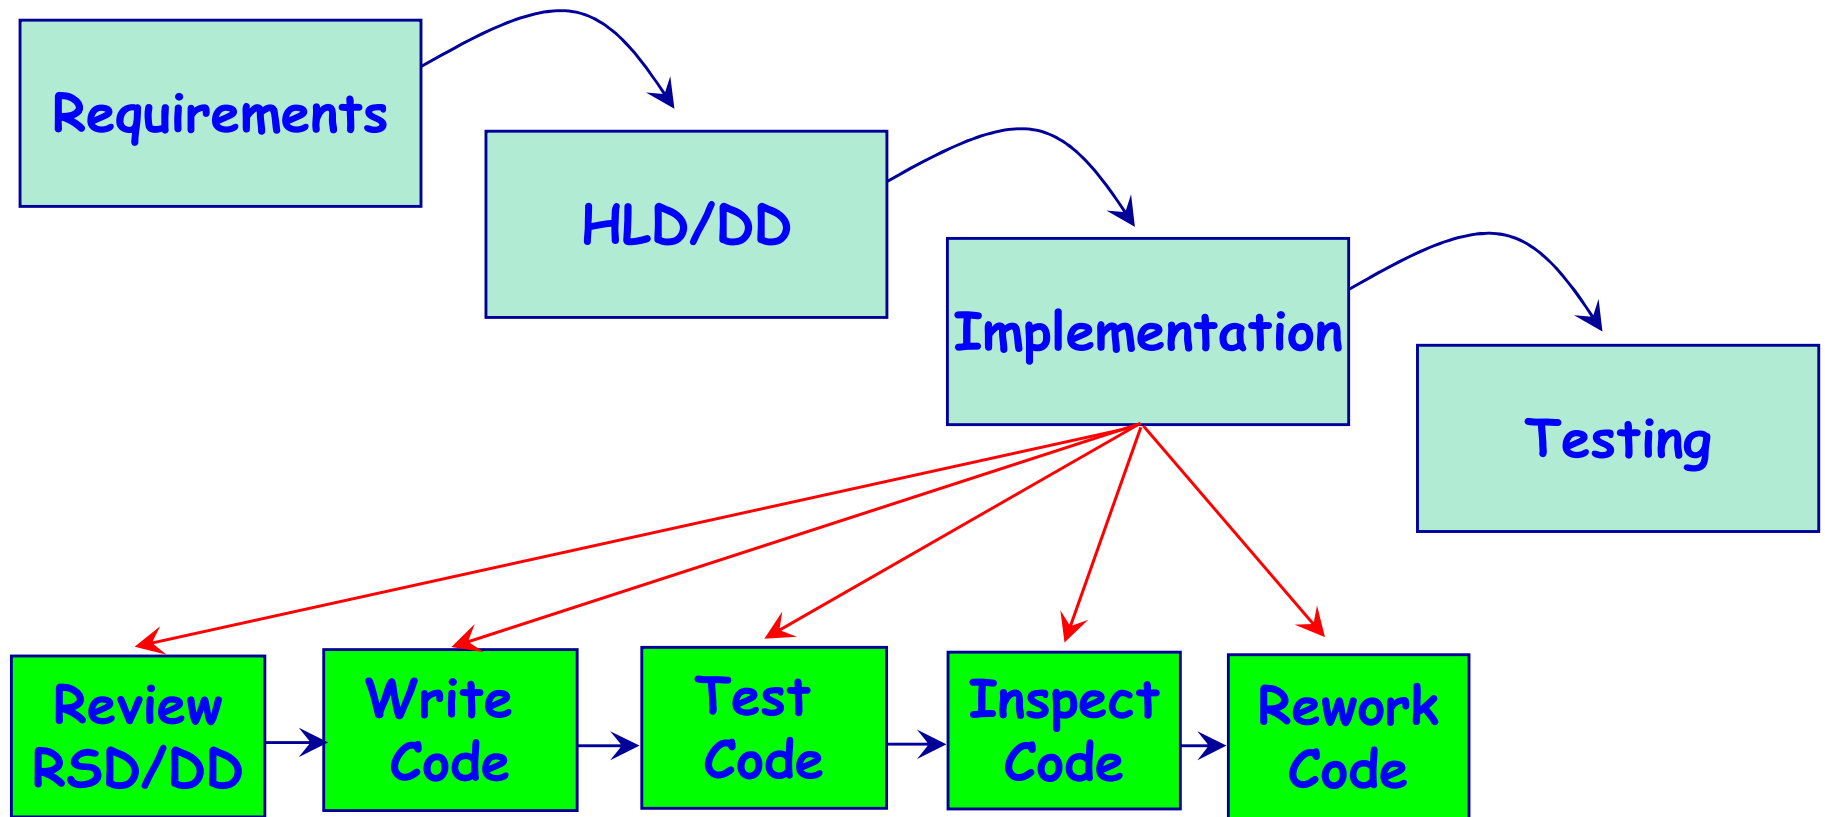 Requirements
HLD/DD
Implementation
Testing
Review
RSD/DD
Write
Code
Test
Code
Inspect
Code
Rework
Code